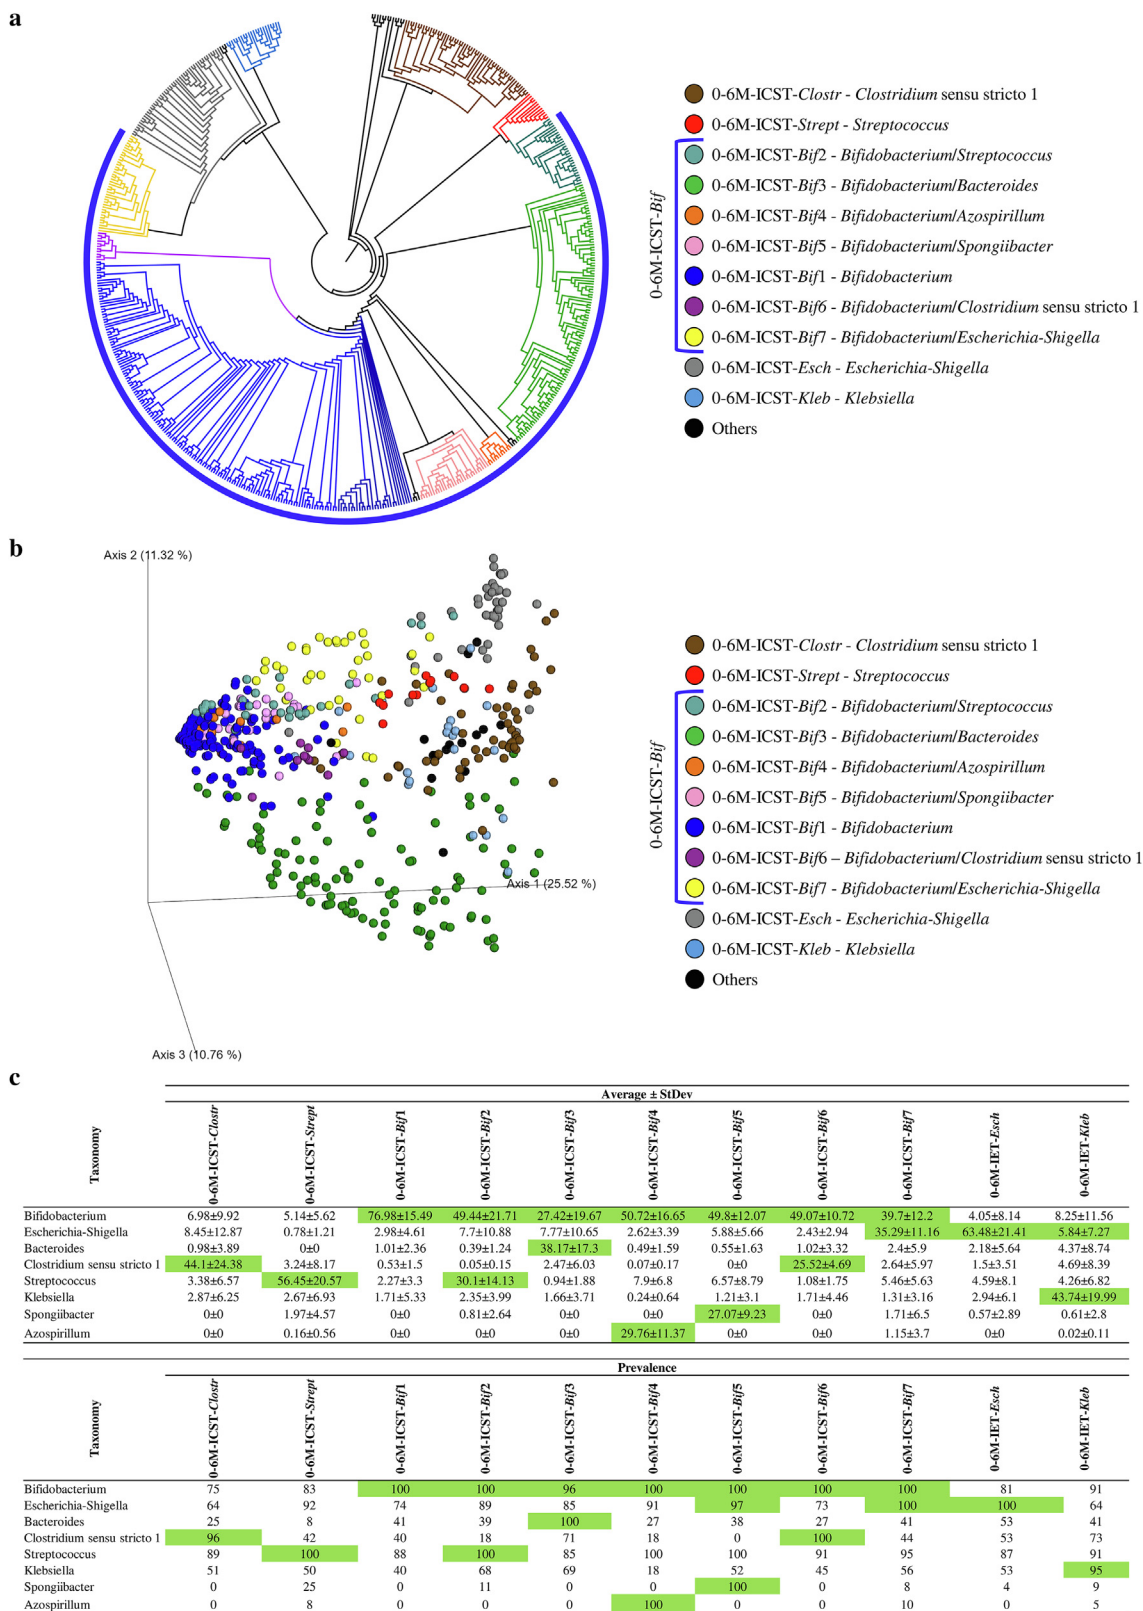 a
0-6M-ICST-Clostr - Clostridium sensu stricto 1
0-6M-ICST-Strept - Streptococcus
0-6M-ICST-Bif2 - Bifidobacterium/Streptococcus
0-6M-ICST-Bif3 - Bifidobacterium/Bacteroides
0-6M-ICST-Bif4 - Bifidobacterium/Azospirillum
0-6M-ICST-Bif5 - Bifidobacterium/Spongiibacter
0-6M-ICST-Bif1 - Bifidobacterium
0-6M-ICST-Bif6 - Bifidobacterium/Clostridium sensu stricto 1
0-6M-ICST-Bif7 - Bifidobacterium/Escherichia-Shigella
0-6M-ICST-Esch - Escherichia-Shigella
0-6M-ICST-Kleb - Klebsiella
Others
0-6M-ICST-Bif
b
Axis 2 (11.32 %)
Axis 1 (25.52 %)
Axis 3 (10.76 %)
0-6M-ICST-Clostr - Clostridium sensu stricto 1
0-6M-ICST-Strept - Streptococcus
0-6M-ICST-Bif2 - Bifidobacterium/Streptococcus
0-6M-ICST-Bif3 - Bifidobacterium/Bacteroides
0-6M-ICST-Bif4 - Bifidobacterium/Azospirillum
0-6M-ICST-Bif5 - Bifidobacterium/Spongiibacter
0-6M-ICST-Bif1 - Bifidobacterium
0-6M-ICST-Bif6 – Bifidobacterium/Clostridium sensu stricto 1
0-6M-ICST-Bif7 - Bifidobacterium/Escherichia-Shigella
0-6M-ICST-Esch - Escherichia-Shigella
0-6M-ICST-Kleb - Klebsiella
Others
0-6M-ICST-Bif
c
Average ± StDev
Taxonomy 0-6M-ICST-Clostr 0-6M-ICST-Strept 0-6M-ICST-Bif1 0-6M-ICST-Bif2 0-6M-ICST-Bif3 0-6M-ICST-Bif4 0-6M-ICST-Bif5 0-6M-ICST-Bif6 0-6M-ICST-Bif7 0-6M-IET-Esch 0-6M-IET-Kleb
Bifidobacterium 6.98±9.92 5.14±5.62 76.98±15.49 49.44±21.71 27.42±19.67 50.72±16.65 49.8±12.07 49.07±10.72 39.7±12.2 4.05±8.14 8.25±11.56
Escherichia-Shigella 8.45±12.87 0.78±1.21 2.98±4.61 7.7±10.88 7.77±10.65 2.62±3.39 5.88±5.66 2.43±2.94 35.29±11.16 63.48±21.41 5.84±7.27
Bacteroides 0.98±3.89 0±0 1.01±2.36 0.39±1.24 38.17±17.3 0.49±1.59 0.55±1.63 1.02±3.32 2.4±5.9 2.18±5.64 4.37±8.74
Clostridium sensu stricto 1 44.1±24.38 3.24±8.17 0.53±1.5 0.05±0.15 2.47±6.03 0.07±0.17 0±0 25.52±4.69 2.64±5.97 1.5±3.51 4.69±8.39
Streptococcus 3.38±6.57 56.45±20.57 2.27±3.3 30.1±14.13 0.94±1.88 7.9±6.8 6.57±8.79 1.08±1.75 5.46±5.63 4.59±8.1 4.26±6.82
Klebsiella 2.87±6.25 2.67±6.93 1.71±5.33 2.35±3.99 1.66±3.71 0.24±0.64 1.21±3.1 1.71±4.46 1.31±3.16 2.94±6.1 43.74±19.99
Spongiibacter 0±0 1.97±4.57 0±0 0.81±2.64 0±0 0±0 27.07±9.23 0±0 1.71±6.5 0.57±2.89 0.61±2.8
Azospirillum 0±0 0.16±0.56 0±0 0±0 0±0 29.76±11.37 0±0 0±0 1.15±3.7 0±0 0.02±0.11
Prevalence
Taxonomy 0-6M-ICST-Clostr 0-6M-ICST-Strept 0-6M-ICST-Bif1 0-6M-ICST-Bif2 0-6M-ICST-Bif3 0-6M-ICST-Bif4 0-6M-ICST-Bif5 0-6M-ICST-Bif6 0-6M-ICST-Bif7 0-6M-IET-Esch 0-6M-IET-Kleb
Bifidobacterium 75 83 100 100 96 100 100 100 100 81 91
Escherichia-Shigella 64 92 74 89 85 91 97 73 100 100 64
Bacteroides 25 8 41 39 100 27 38 27 41 53 41
Clostridium sensu stricto 1 96 42 40 18 71 18 0 100 44 53 73
Streptococcus 89 100 88 100 85 100 100 91 95 87 91
Klebsiella 51 50 40 68 69 18 52 45 56 53 95
Spongiibacter 0 25 0 11 0 0 100 0 8 4 9
Azospirillum 0 8 0 0 0 100 0 0 10 0 5